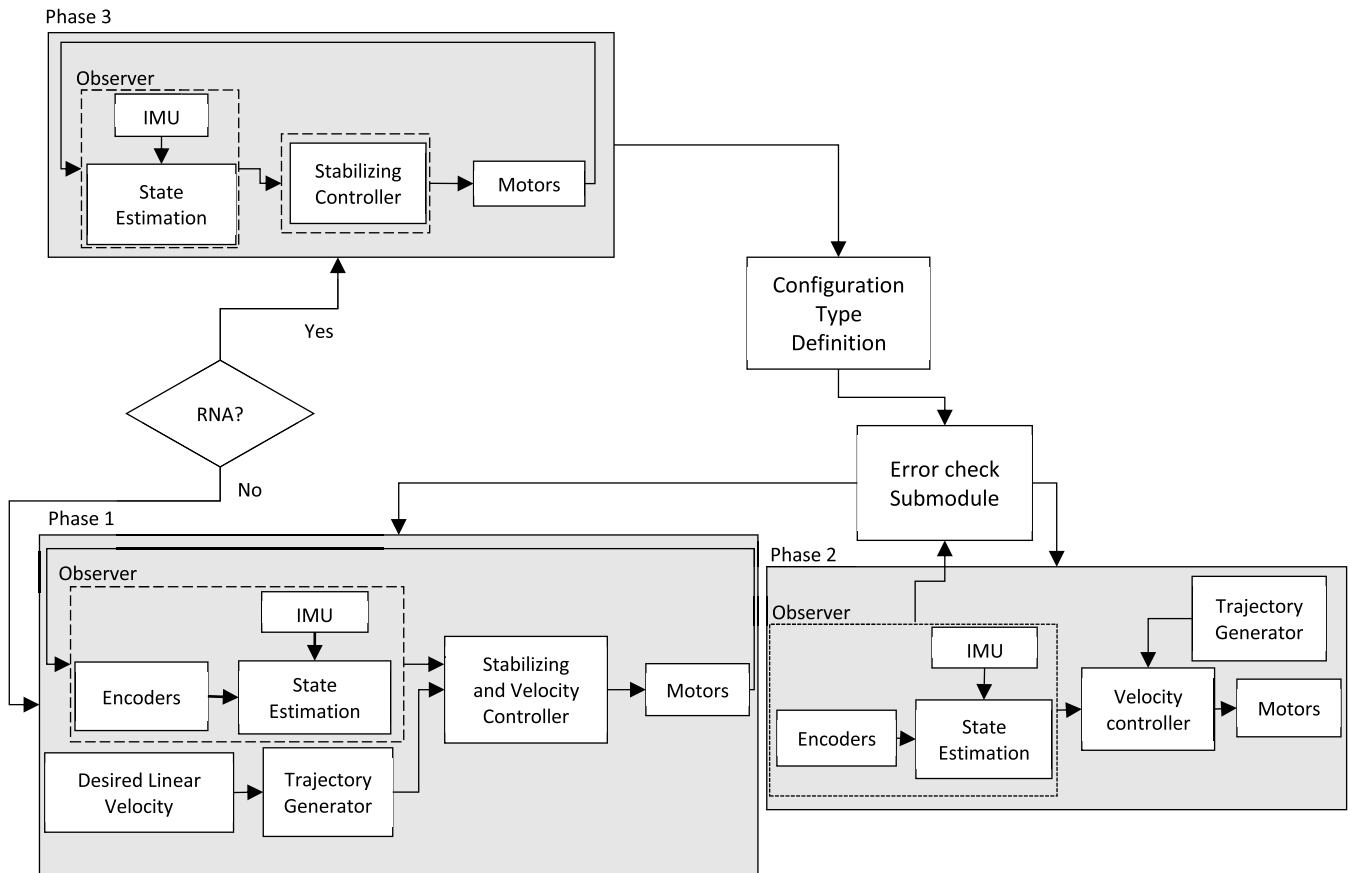 Phase 3
Observer
IMU
State
Estimation
Stabilizing
Controller
Motors
Configuration
Type
Definition
Yes
RNA?
No
Error check
Submodule
Phase 1
Observer
IMU
Encoders
State
Estimation
Stabilizing
and Velocity
Controller
Motors
Desired Linear
Velocity
Trajectory
Generator
Phase 2
Observer
Trajectory
Generator
IMU
Encoders
State
Estimation
Velocity
controller
Motors